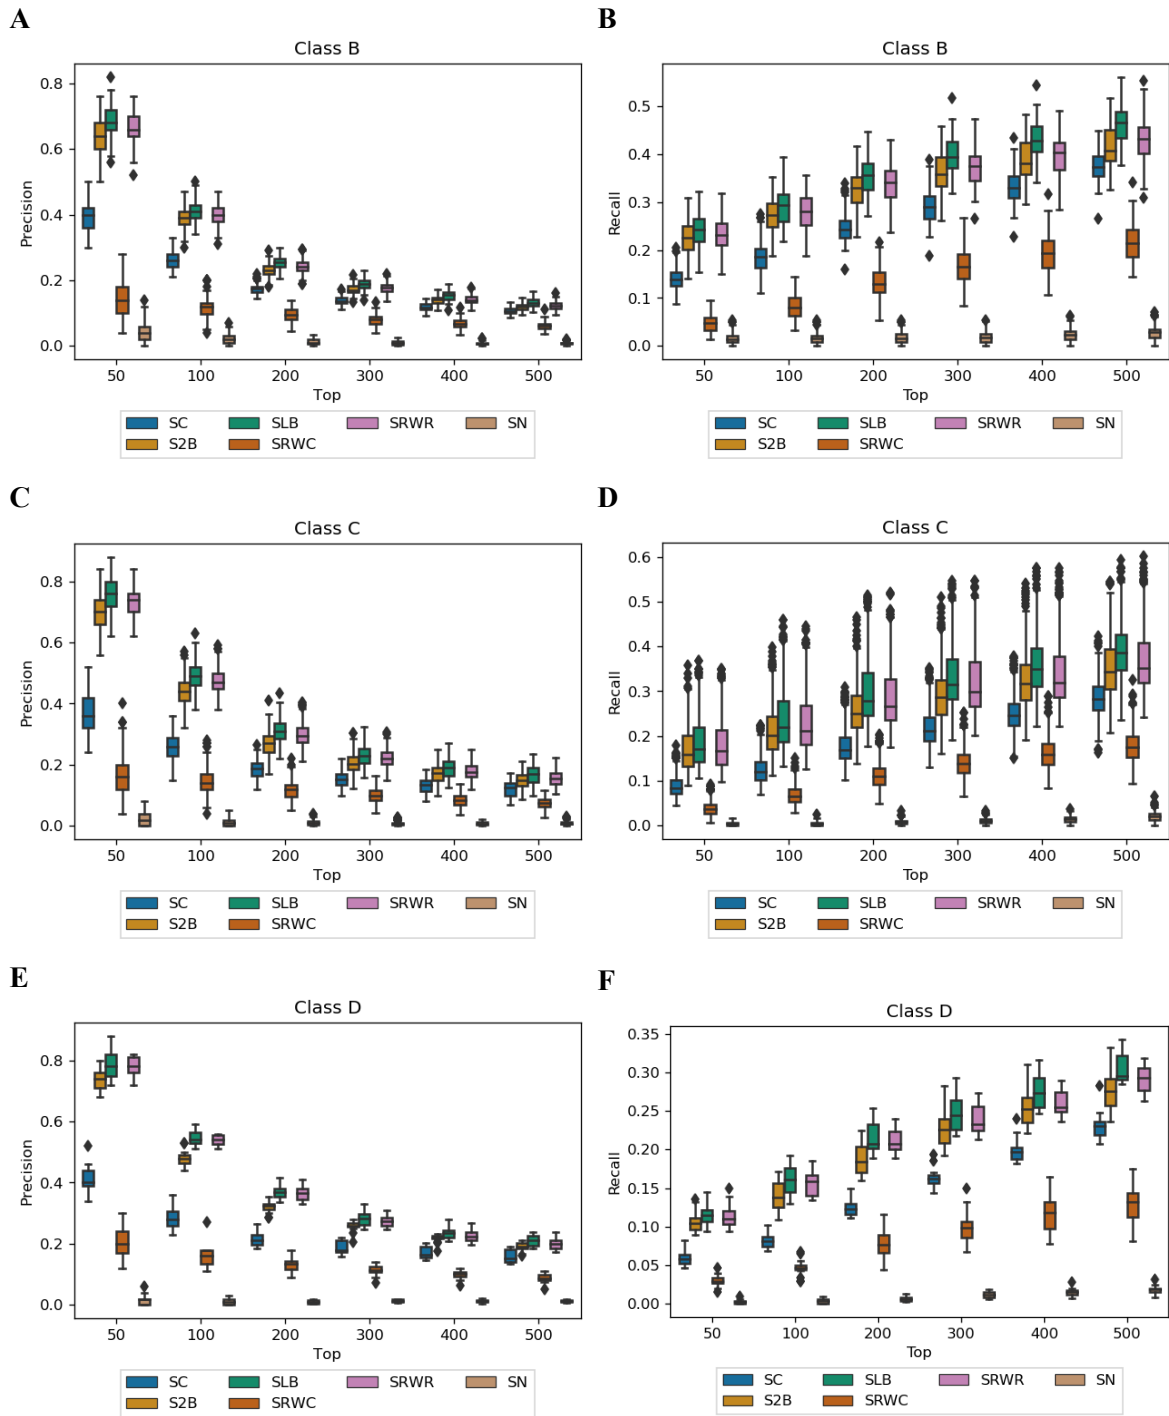 A
Class B
Precision
0.8
0.6
0.4
0.2
0.0
50 100 200 300 400 500
Top
SC SLB SRWR SN
S2B SRWC
B
Class B
Recall
0.5
0.4
0.3
0.2
0.1
0.0
50 100 200 300 400 500
Top
SC SLB SRWR SN
S2B SRWC
C
Class C
Precision
0.8
0.6
0.4
0.2
0.0
50 100 200 300 400 500
Top
SC SLB SRWR SN
S2B SRWC
D
Class C
Recall
0.6
0.5
0.4
0.3
0.2
0.1
0.0
50 100 200 300 400 500
Top
SC SLB SRWR SN
S2B SRWC
E
Class D
Precision
0.8
0.6
0.4
0.2
0.0
50 100 200 300 400 500
Top
SC SLB SRWR SN
S2B SRWC
F
Class D
Recall
0.35
0.30
0.25
0.20
0.15
0.10
0.05
0.00
50 100 200 300 400 500
Top
SC SLB SRWR SN
S2B SRWC